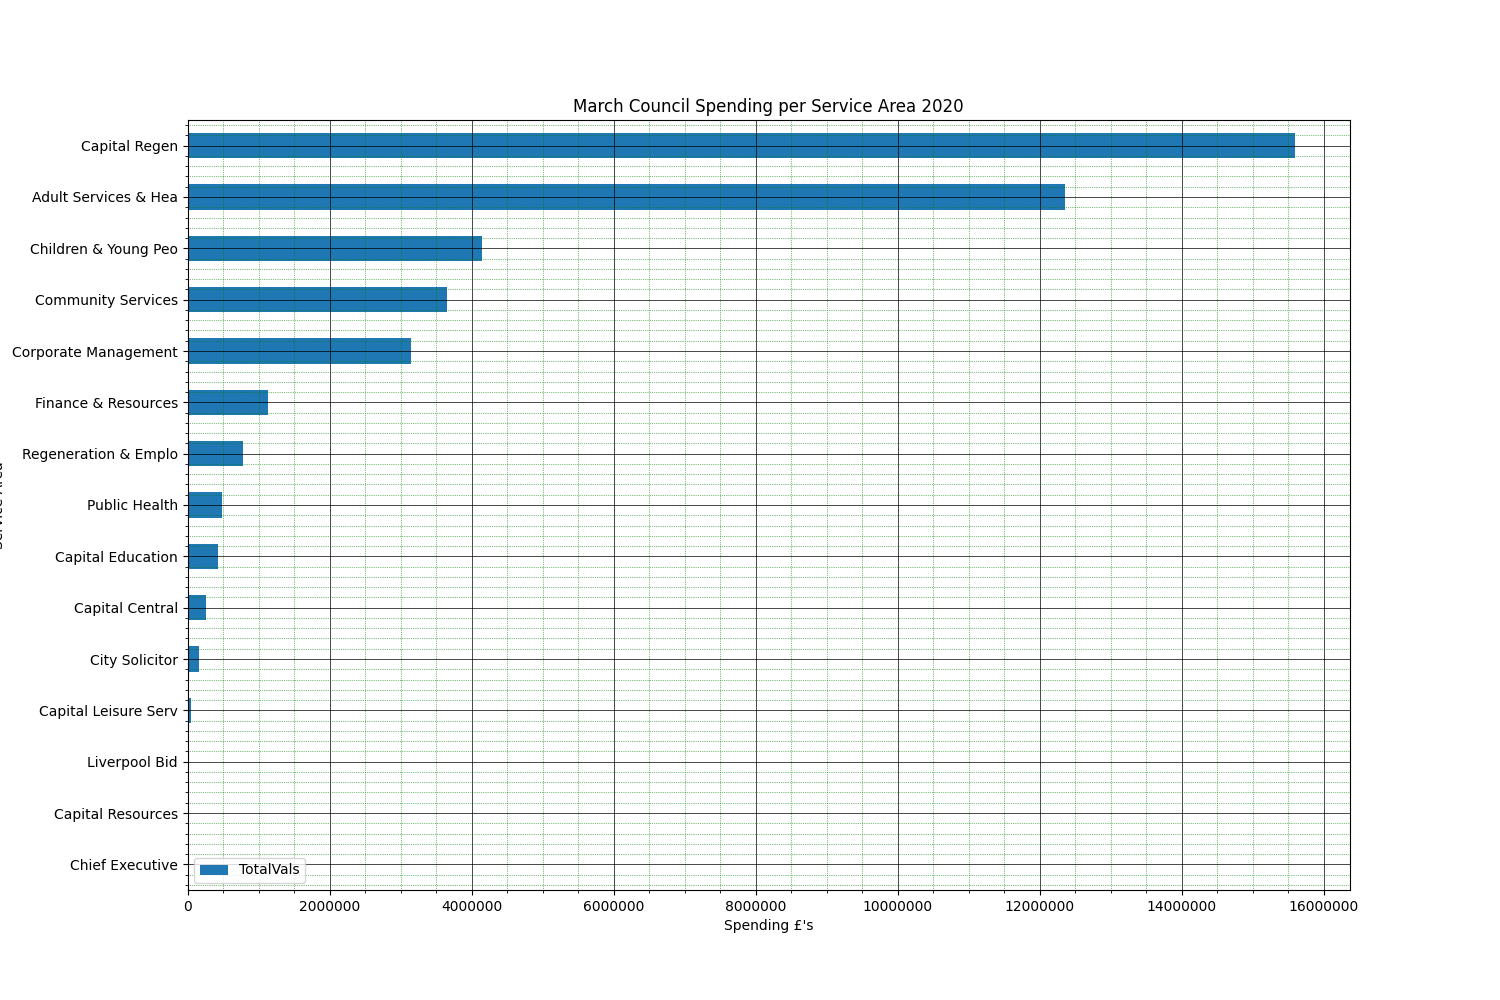 March Council Spending per Service Area 2020
Capital Regen
Adult Services & Hea
Children & Young Peo
Community Services
Corporate Management
Finance & Resources
Regeneration & Emplo
Public Health
Capital Education
Capital Central
City Solicitor
Capital Leisure Serv
Liverpool Bid
Capital Resources
Chief Executive
TotalVals
0 2000000 4000000 6000000 8000000 10000000 12000000 14000000 16000000
Spending £'s